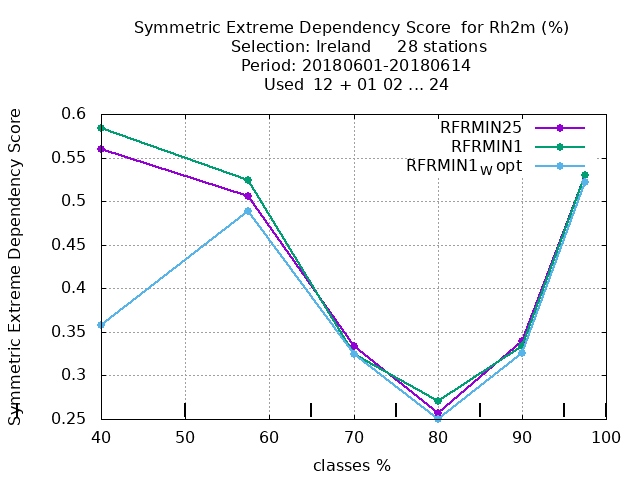 Symmetric Extreme Dependency Score for Rh2m (%)
Selection: Ireland 28 stations
Period: 20180601-20180614
Used 12 + 01 02 ... 24
Symmetric Extreme Dependency Score
0.6
0.55
0.5
0.45
0.4
0.35
0.3
0.25
RFRMIN25
RFRMIN1
RFRMIN1W opt
40
50
60
70
80
90
100
classes %